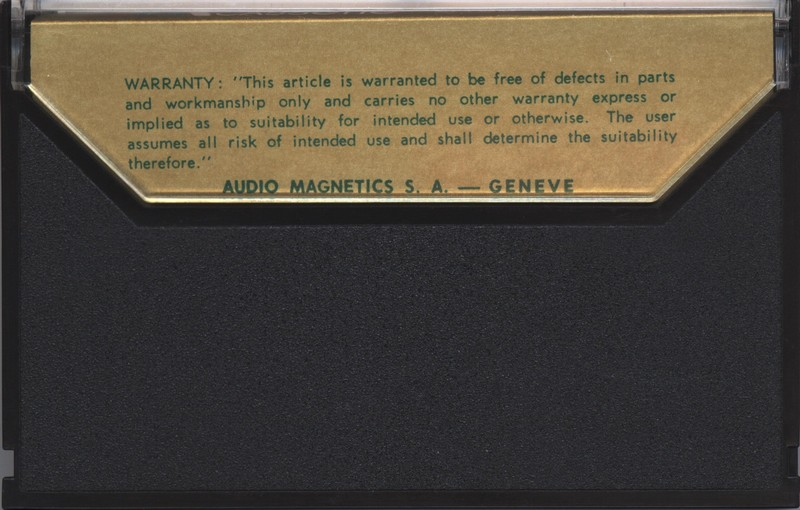 WARRANTY: "This article is warranted to be free of defects in parts
and workmanship only and carries no other warranty express or
implied as to suitability for intended use or otherwise. The user
assumes all risk of intended use and shall determine the suitability
therefore."
AUDIO MAGNETICS S. A. — GENEVE